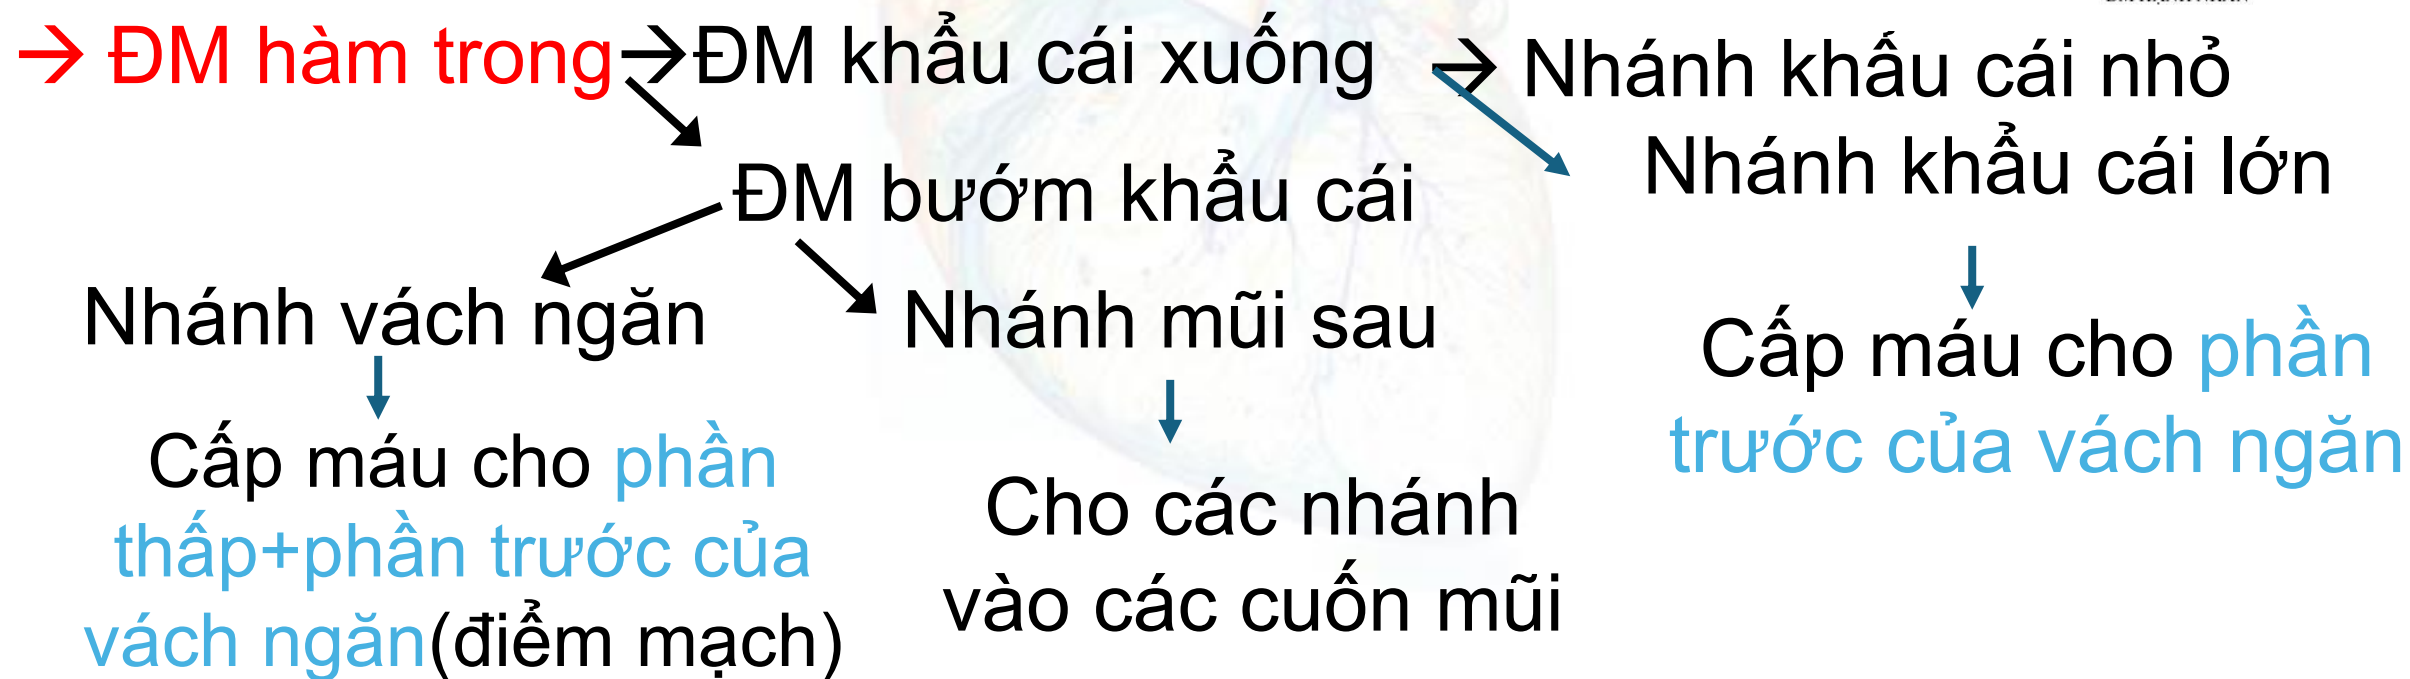 → ĐM hàm trong→ĐM khẩu cái xuống → Nhánh khẩu cái nhỏ
Nhánh khẩu cái lớn
ĐM bướm khẩu cái
Nhánh vách ngăn
Nhánh mũi sau
Cấp máu cho phần
trước của vách ngăn
Cấp máu cho phần
thấp+phần trước của
vách ngăn(điểm mạch)
Cho các nhánh
vào các cuốn mũi